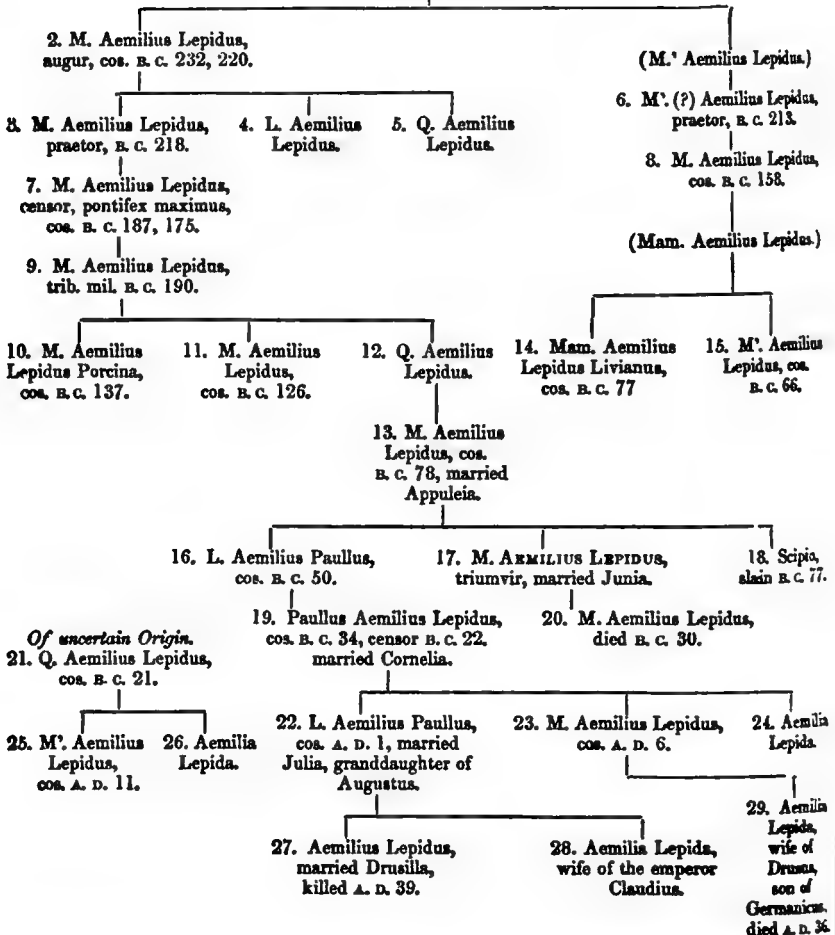 2. M. Aemilius Lepidus,
augur, cos. B. C. 232, 220.
(M.' Aemilius Lepidus.)
3. M. Aemilius Lepidus,
praetor, B. C. 218.
4. L. Aemilius
Lepidus.
5. Q. Aemilius
Lepidus.
6. M'. (?) Aemilius Lepidus,
praetor, B. C. 213.
7. M. Aemilius Lepidus,
censor, pontifex maximus,
cos. B. C. 187, 175.
8. M. Aemilius Lepidus,
cos. B. C. 158.
9. M. Aemilius Lepidus,
trib. mil. B. C. 190.
(Mam. Aemilius Lepidus.)
10. M. Aemilius
Lepidus Porcina,
cos. B. C. 137.
11. M. Aemilius
Lepidus,
cos. B. C. 126.
12. Q. Aemilius
Lepidus.
14. Mam. Aemilius
Lepidus Livianus,
cos. B. C. 77
15. M'. Aemilius
Lepidus, cos.
B. C. 66.
13. M. Aemilius
Lepidus, cos.
B. C. 78, married
Appuleia.
16. L. Aemilius Paullus,
cos. B. C. 50.
17. M. AEMILIUS LEPIDUS,
triumvir, married Junia.
18. Scipio,
slain B. C. 77.
19. Paullus Aemilius Lepidus,
cos. B. C. 34, censor B. C. 22,
married Cornelia.
20. M. Aemilius Lepidus,
died B. C. 30.
Of uncertain Origin.
21. Q. Aemilius Lepidus,
cos. B. C. 21.
22. L. Aemilius Paullus,
cos. A. D. 1, married
Julia, granddaughter of
Augustus.
23. M. Aemilius Lepidus,
cos. A. D. 6.
24. Aemilia
Lepida.
25. M'. Aemilius
Lepidus,
cos. A. D. 11.
26. Aemilia
Lepida.
27. Aemilius Lepidus,
married Drusilla,
killed A. D. 39.
28. Aemilia Lepida,
wife of the emperor
Claudius.
29. Aemilia
Lepida,
wife of
Drusus,
son of
Germanicus.
died A. D. 36.